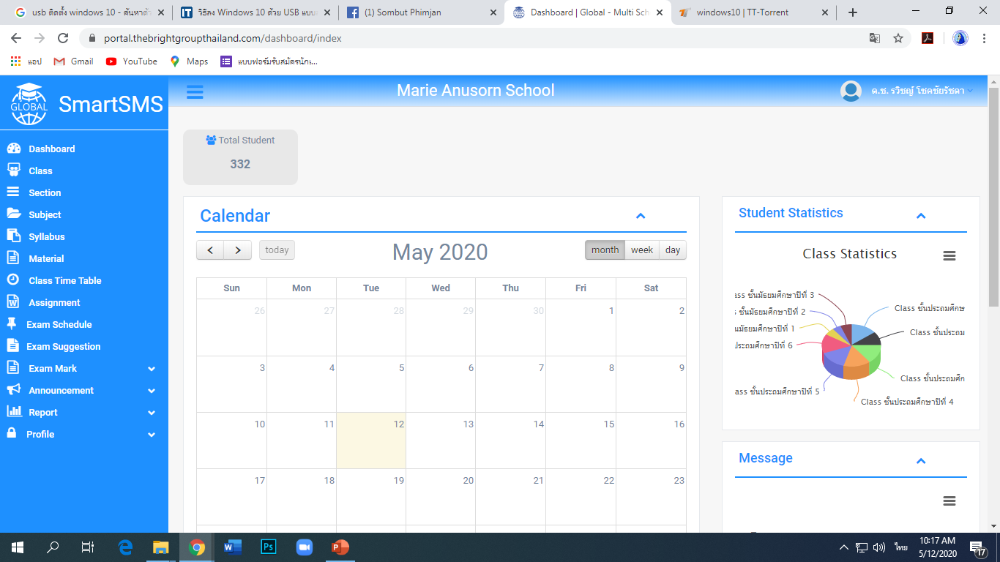 usb ติดตั้ง windows 10 - ค้นหาด้ว
วิธีลง Windows 10 ด้วย USB แบบ
(1) Sombut Phimjan
Dashboard | Global - Multi Sch
windows10 | TT-Torrent
portal.thebrightgroupthailand.com/dashboard/index
แอป
Gmail
YouTube
Maps
แบบฟอร์มรับสมัครนักเ...
GLOBAL
SmartSMS
Marie Anusorn School
ด.ช. รวิชญ์ โชคชัยรัชดา
Dashboard
Class
Section
Subject
Syllabus
Material
Class Time Table
Assignment
Exam Schedule
Exam Suggestion
Exam Mark
Announcement
Report
Profile
Total Student
332
Calendar
today
May 2020
month week day
Sun Mon Tue Wed Thu Fri Sat
26 27 28 29 30 1 2
3 4 5 6 7 8 9
10 11 12 13 14 15 16
17 18 19 20 21 22 23
Student Statistics
Class Statistics
ass ชั้นมัธยมศึกษาปีที่ 3
ชั้นมัธยมศึกษาปีที่ 2
นมัธยมศึกษาปีที่ 1
ประถมศึกษาปีที่ 6
ass ชั้นประถมศึกษาปีที่ 5
Class ชั้นประถมศึกษ
Class ชั้นประถม
Class ชั้นประถมศึก
Class ชั้นประถมศึกษาปีที่ 4
Message
ไทย
10:17 AM
5/12/2020
17